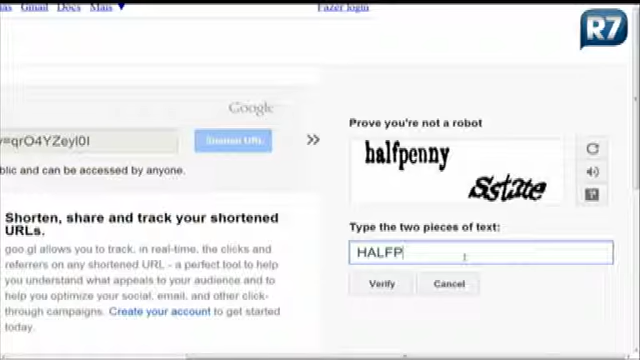 Gmail Docs Mais ▼
Fazer login
R7
Google
v=qrO4YZeyI0I
Shorten URL
»
blic and can be accessed by anyone.
Shorten, share and track your shortened
URLs.
goo.gl allows you to track, in real-time, the clicks and
referrers on any shortened URL - a perfect tool to help
you understand what appeals to your audience and to
help you optimize your social, email, and other click-
through campaigns. Create your account to get started
today.
Prove you're not a robot
halfpenny
Sstate
Type the two pieces of text:
HALFP
Verify
Cancel